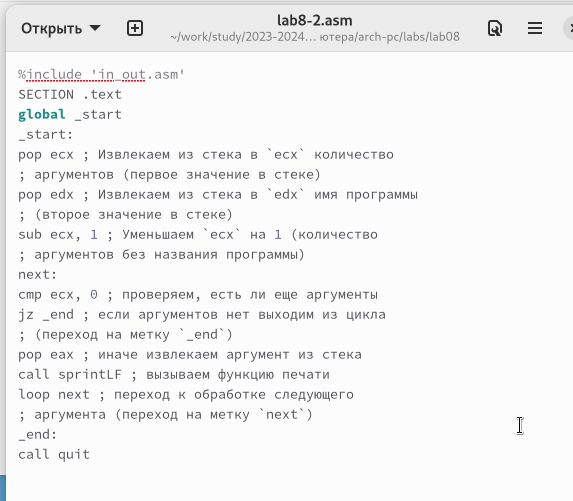 Открыть
lab8-2.asm
~/work/study/2023-2024... ютера/arch-pc/labs/lab08
%include 'in_out.asm'
SECTION .text
global _start
_start:
pop ecx ; Извлекаем из стека в `ecx` количество
; аргументов (первое значение в стеке)
pop edx ; Извлекаем из стека в `edx` имя программы
; (второе значение в стеке)
sub ecx, 1 ; Уменьшаем `ecx` на 1 (количество
; аргументов без названия программы)
next:
cmp ecx, 0 ; проверяем, есть ли еще аргументы
jz _end ; если аргументов нет выходим из цикла
; (переход на метку `_end`)
pop eax ; иначе извлекаем аргумент из стека
call sprintLF ; вызываем функцию печати
loop next ; переход к обработке следующего
; аргумента (переход на метку `next`)
_end:
call quit